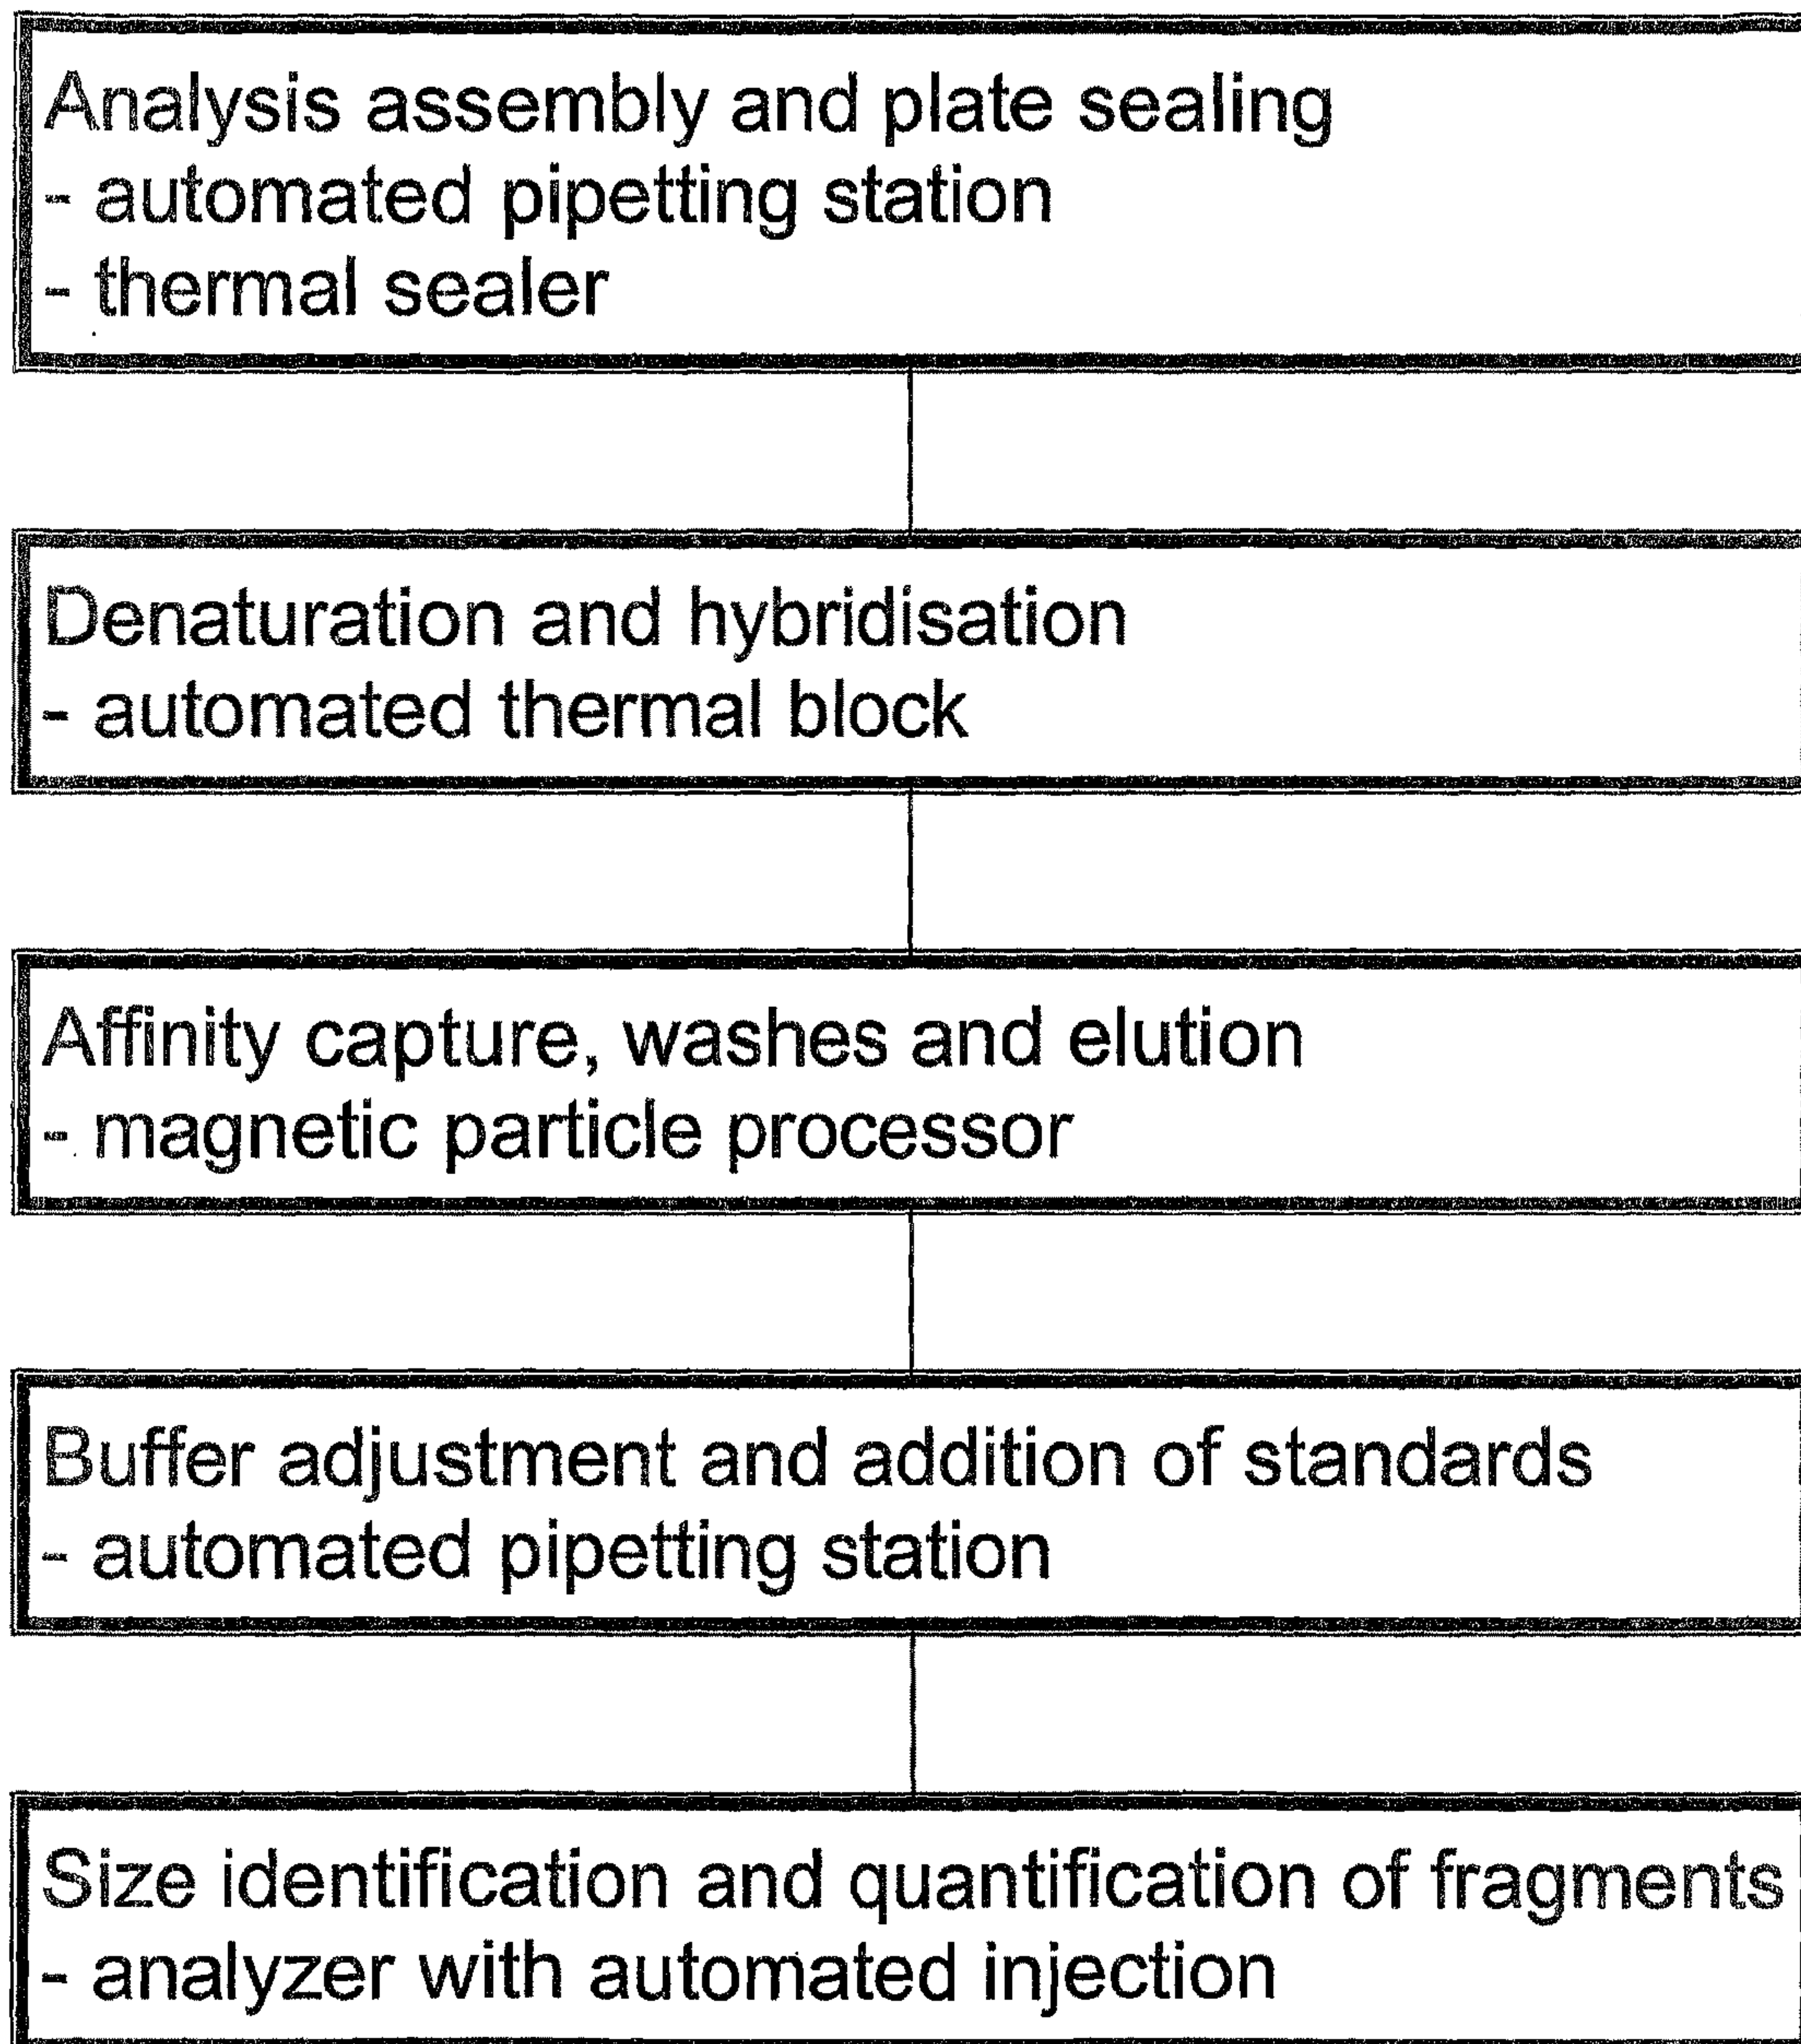 Analysis assembly and plate sealing
- automated pipetting station
- thermal sealer
Denaturation and hybridisation
- automated thermal block
Affinity capture, washes and elution
- magnetic particle processor
Buffer adjustment and addition of standards
- automated pipetting station
Size identification and quantification of fragments
- analyzer with automated injection